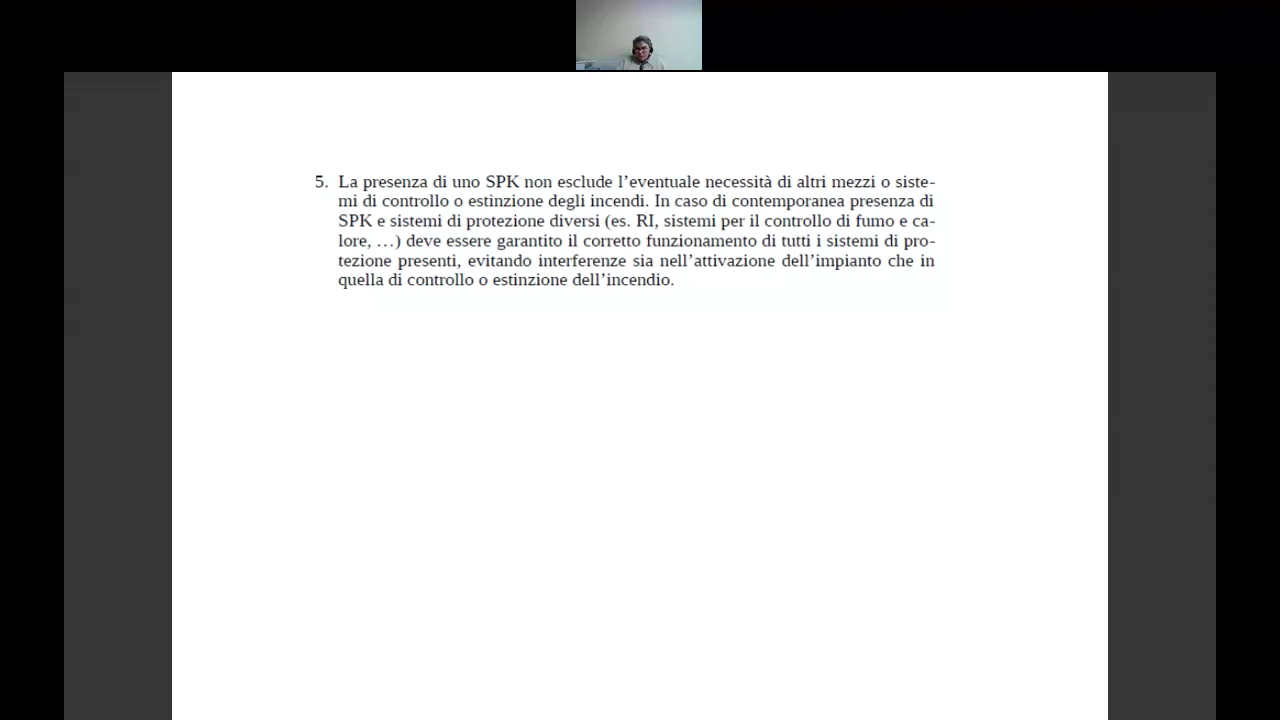 5. La presenza di uno SPK non esclude l’eventuale necessità di altri mezzi o siste-
mi di controllo o estinzione degli incendi. In caso di contemporanea presenza di
SPK e sistemi di protezione diversi (es. RI, sistemi per il controllo di fumo e ca-
lore, …) deve essere garantito il corretto funzionamento di tutti i sistemi di pro-
tezione presenti, evitando interferenze sia nell’attivazione dell’impianto che in
quella di controllo o estinzione dell’incendio.